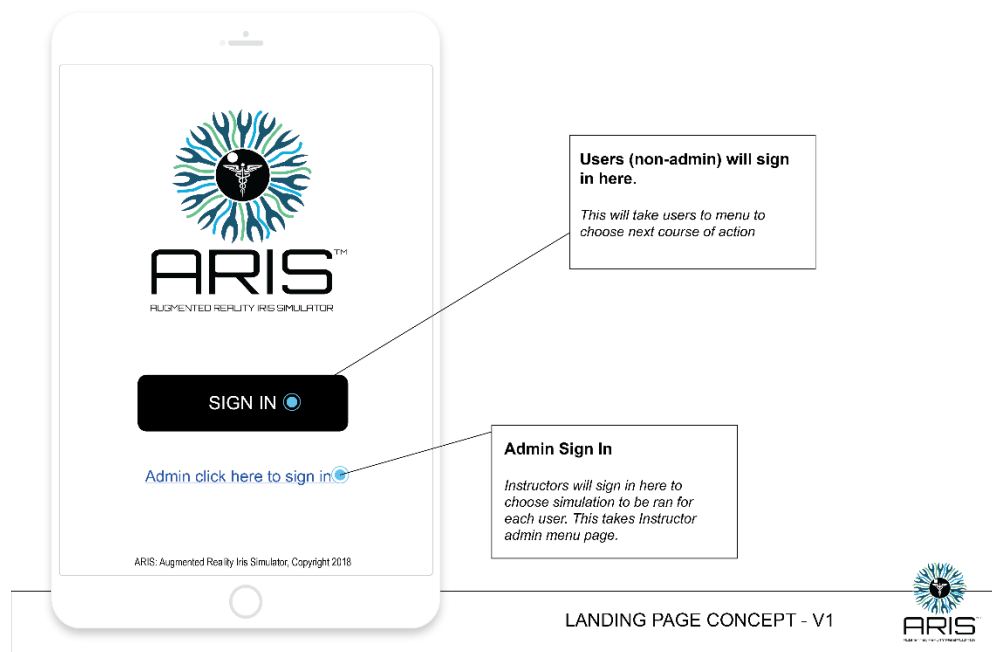 ARIS™
AUGMENTED REALITY IRIS SIMULATOR
SIGN IN
Admin click here to sign in
ARIS: Augmented Reality Iris Simulator, Copyright 2018
Users (non-admin) will sign
in here.
This will take users to menu to
choose next course of action
Admin Sign In
Instructors will sign in here to
choose simulation to be ran for
each user. This takes Instructor
admin menu page.
LANDING PAGE CONCEPT - V1
ARIS